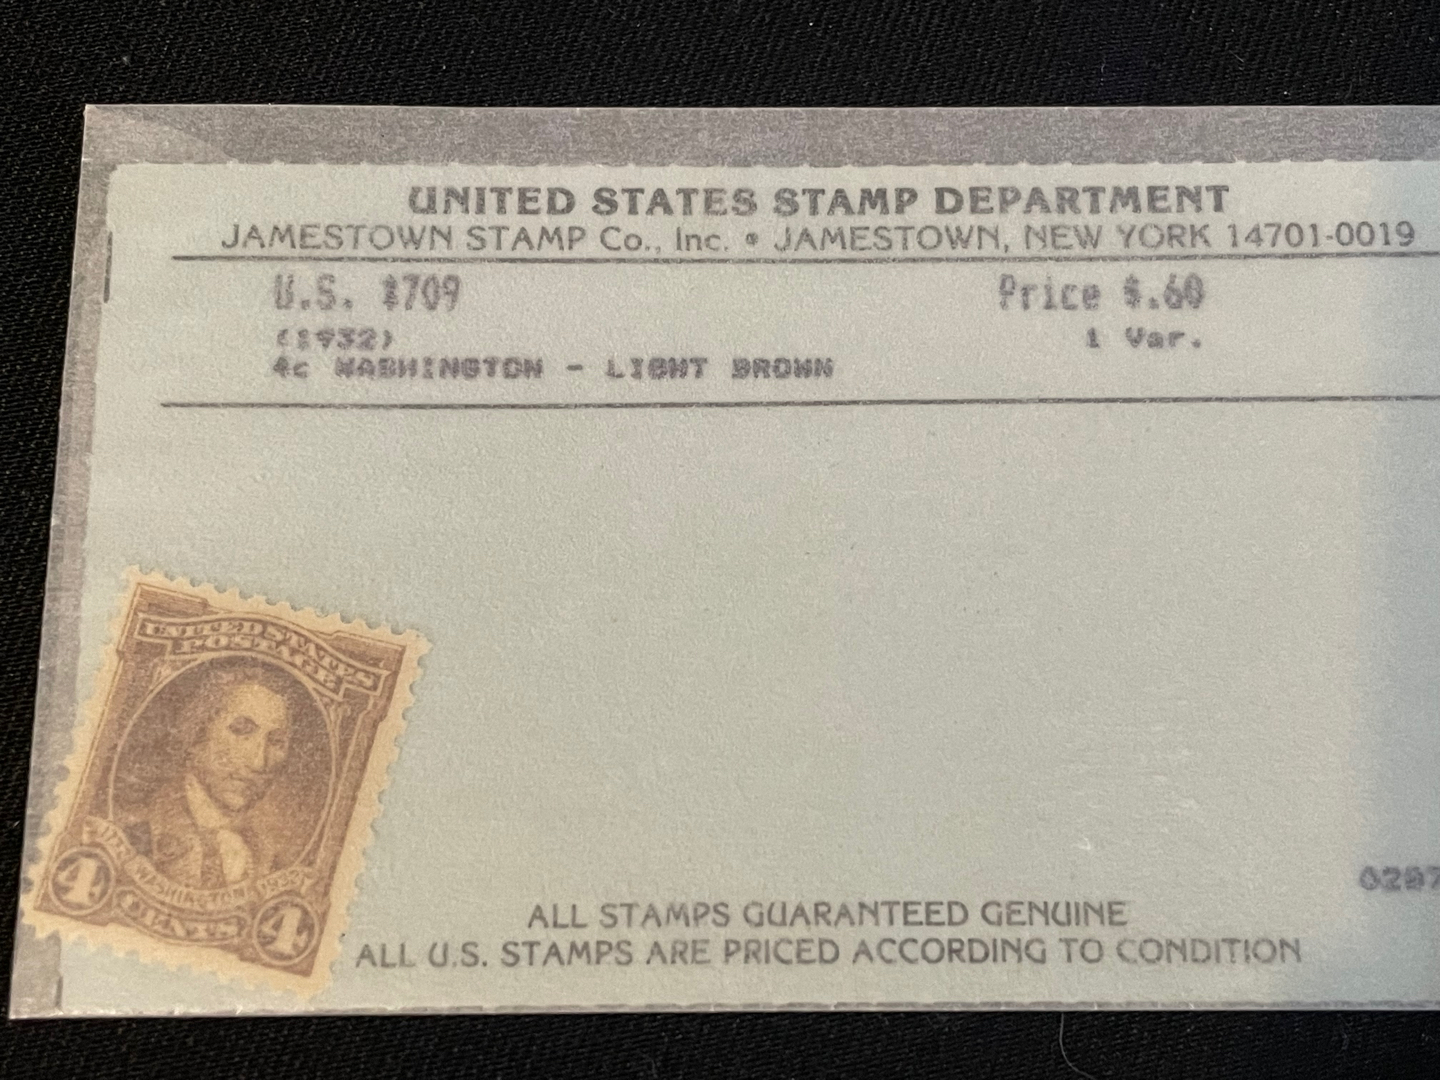 UNITED STATES STAMP DEPARTMENT
JAMESTOWN STAMP Co., Inc. • JAMESTOWN, NEW YORK 14701-0019
U.S. #709 Price $.60
(1932) 1 Var.
4c WASHINGTON - LIGHT BROWN
UNITED STATES
POSTAGE
1732 WASHINGTON 1932
4 CENTS 4
0297
ALL STAMPS GUARANTEED GENUINE
ALL U.S. STAMPS ARE PRICED ACCORDING TO CONDITION